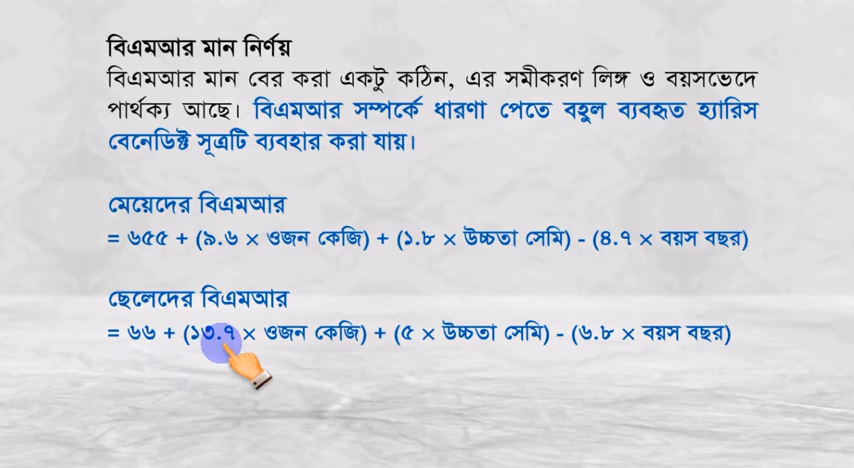 বিএমআর মান নির্ণয়
বিএমআর মান বের করা একটু কঠিন, এর সমীকরণ লিঙ্গ ও বয়সভেদে
পার্থক্য আছে। বিএমআর সম্পর্কে ধারণা পেতে বহুল ব্যবহৃত হ্যারিস
বেনেডিক্ট সূত্রটি ব্যবহার করা যায়।
মেয়েদের বিএমআর
= ৬৫৫ + (৯.৬ × ওজন কেজি) + (১.৮ × উচ্চতা সেমি) - (৪.৭ × বয়স বছর)
ছেলেদের বিএমআর
= ৬৬ + (১৩.৭ × ওজন কেজি) + (৫ × উচ্চতা সেমি) - (৬.৮ × বয়স বছর)